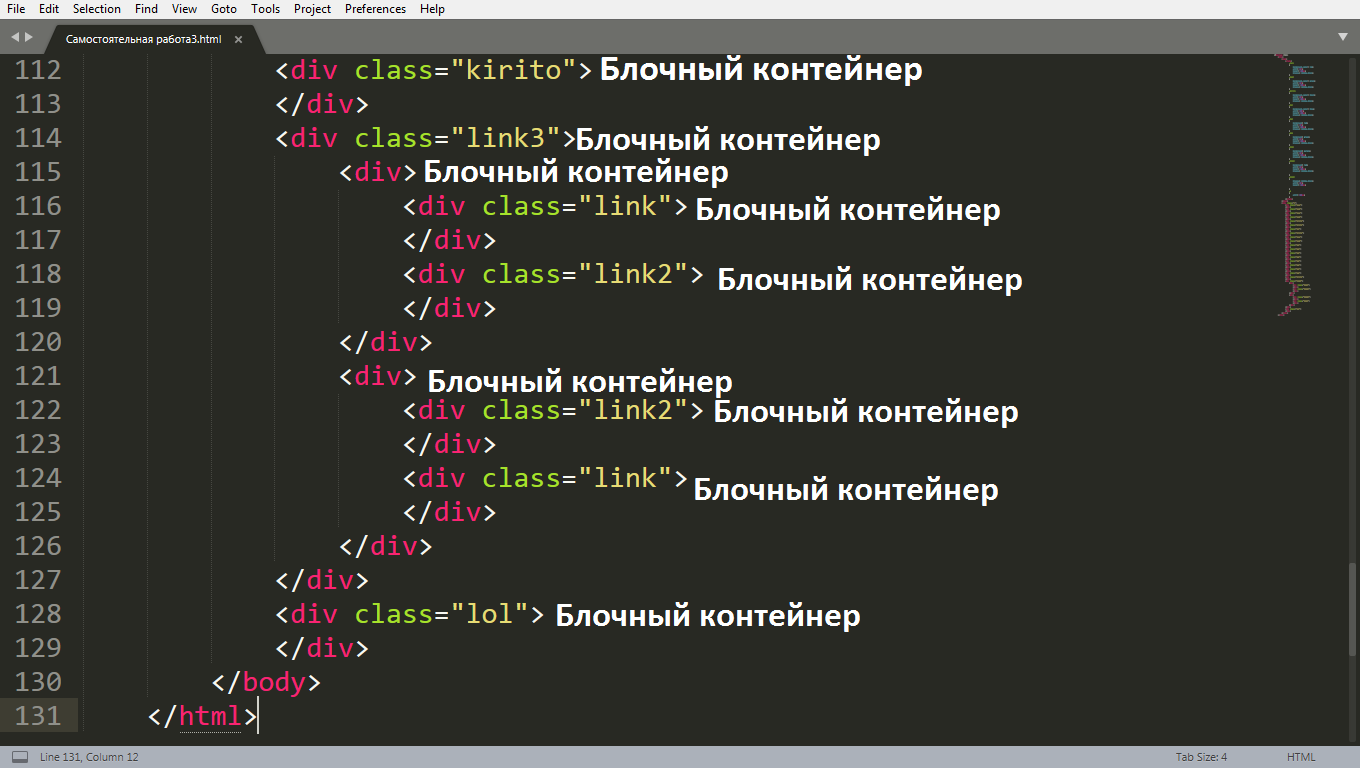 File Edit Selection Find View Goto Tools Project Preferences Help
Самостоятельная работа3.html ×
112 <div class="kirito"> Блочный контейнер
113 </div>
114 <div class="link3">Блочный контейнер
115 <div> Блочный контейнер
116 <div class="link"> Блочный контейнер
117 </div>
118 <div class="link2"> Блочный контейнер
119 </div>
120 </div>
121 <div> Блочный контейнер
122 <div class="link2"> Блочный контейнер
123 </div>
124 <div class="link"> Блочный контейнер
125 </div>
126 </div>
127 </div>
128 <div class="lol"> Блочный контейнер
129 </div>
130 </body>
131 </html>
Line 131, Column 12 Tab Size: 4 HTML